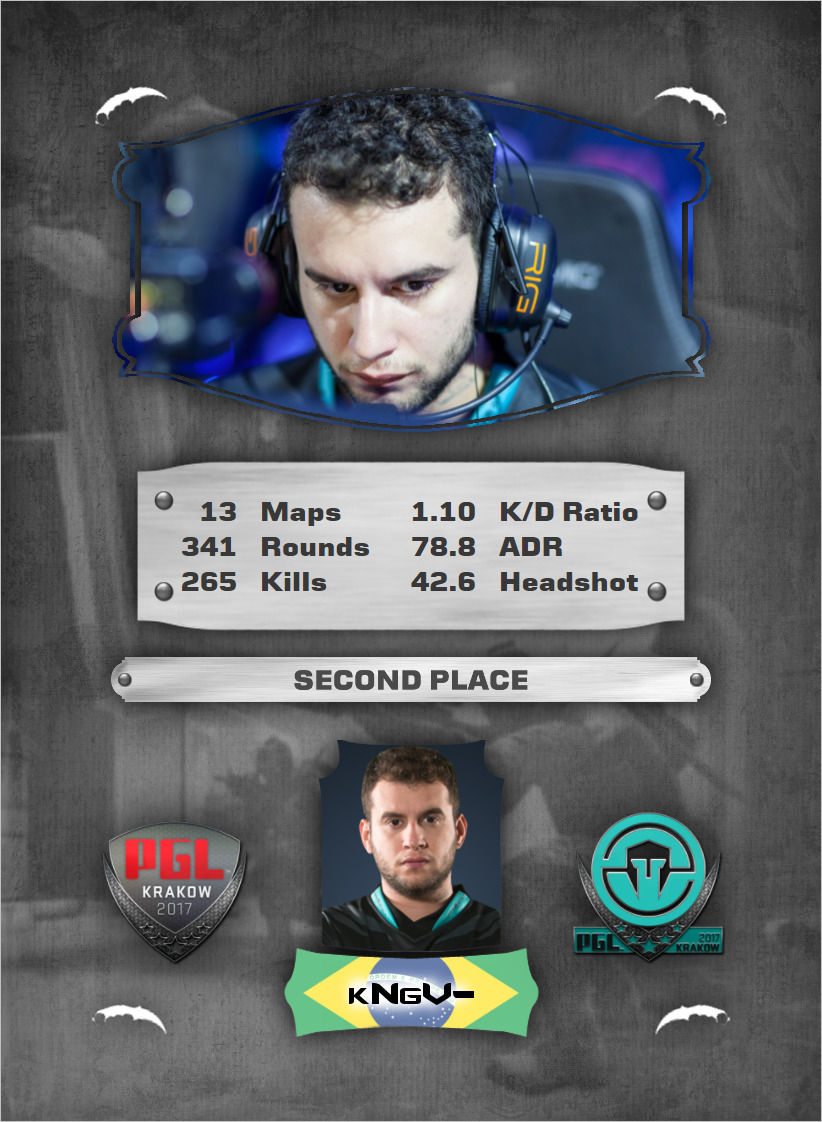 RIG
13 Maps 1.10 K/D Ratio
341 Rounds 78.8 ADR
265 Kills 42.6 Headshot
SECOND PLACE
PGL
KRAKOW
2017
PGL 2017
KRAKOW
kNgV-